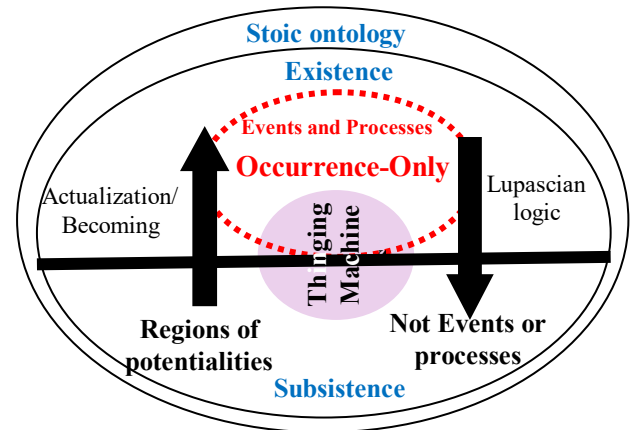 Stoic ontology
Existence
Events and Processes
Occurrence-Only
Actualization/
Becoming
Lupascian
logic
Thinging
Machine
Regions of
potentialities
Not Events or
processes
Subsistence